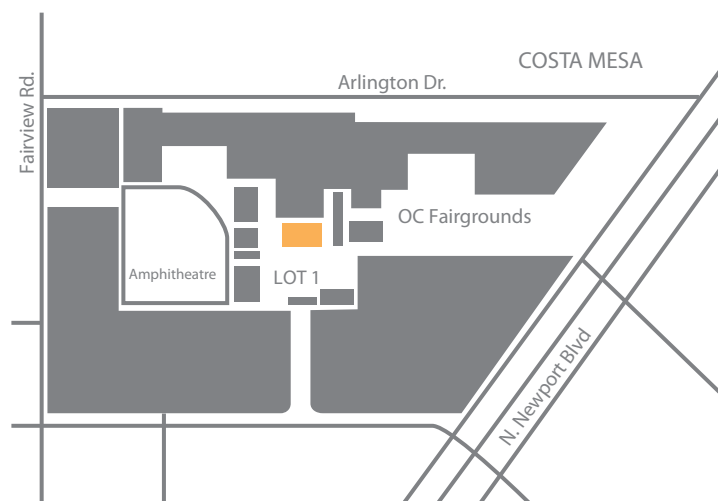 COSTA MESA
Arlington Dr.
Fairview Rd.
OC Fairgrounds
Amphitheatre
LOT 1
N. Newport Blvd